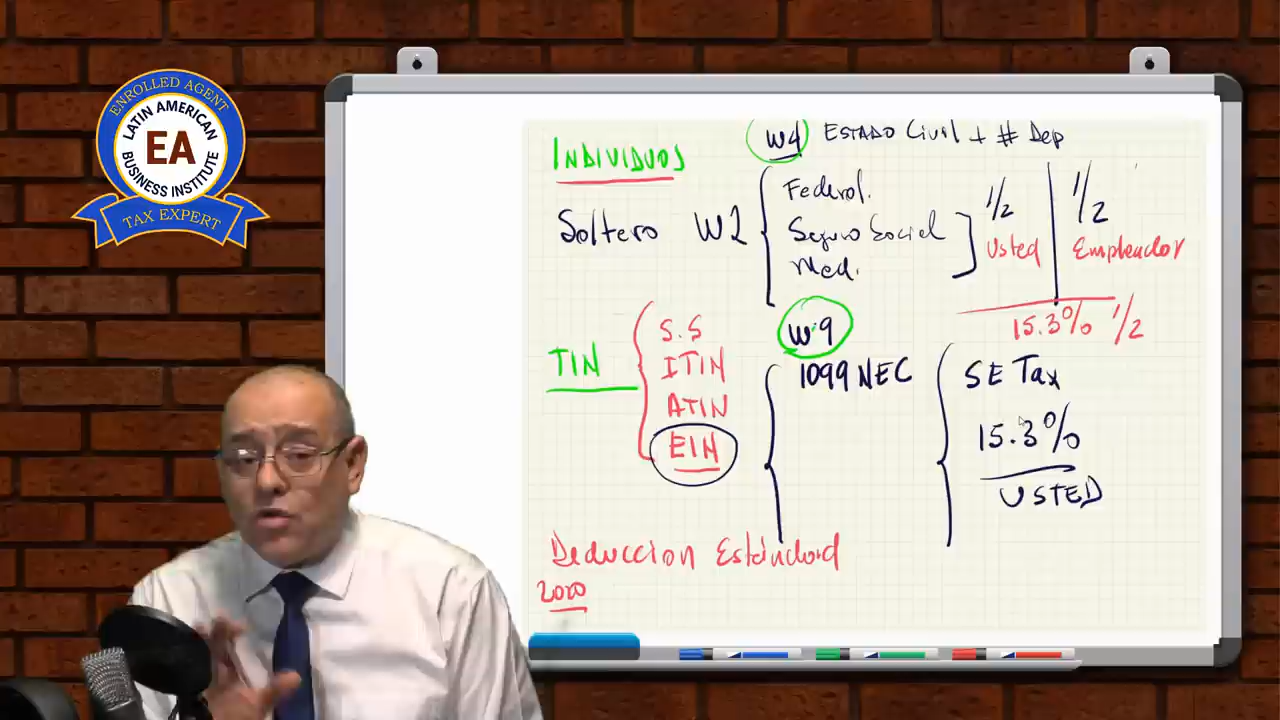 ENROLLED AGENT
LATIN AMERICAN
EA
BUSINESS INSTITUTE
TAX EXPERT
W4 ESTADO Civil + # Dep
INDIVIDUOS
Soltero W2
Federal.
Seguro Social
Med.
1/2
Usted
1/2
Empleador
15.3% 1/2
TIN
S.S
ITIN
ATIN
EIN
W-9
1099 NEC
SE Tax
15.3%
USTED
Deduccion Estándard
2020